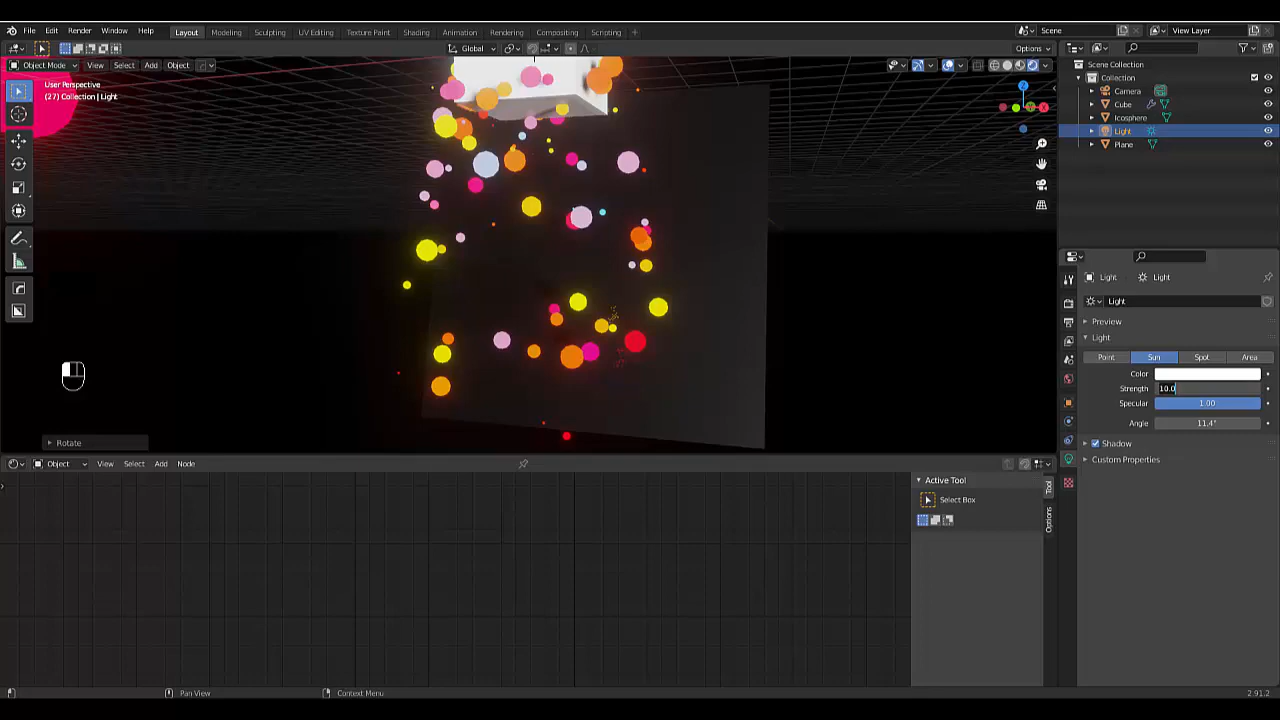 File Edit Render Window Help Layout Modeling Sculpting UV Editing Texture Paint Shading Animation Rendering Compositing Scripting + Scene View Layer
Global Options
Object Mode View Select Add Object
User Perspective
(27) Collection | Light
Scene Collection
Collection
Camera
Cube
Icosphere
Light
Plane
Light Light
Light
Preview
Light
Point Sun Spot Area
Color
Strength 10.0
Specular 1.00
Angle 11.4°
Shadow
Custom Properties
Rotate
Object View Select Add Node
Active Tool
Select Box
Tool
Options
Pan View Context Menu 2.91.2